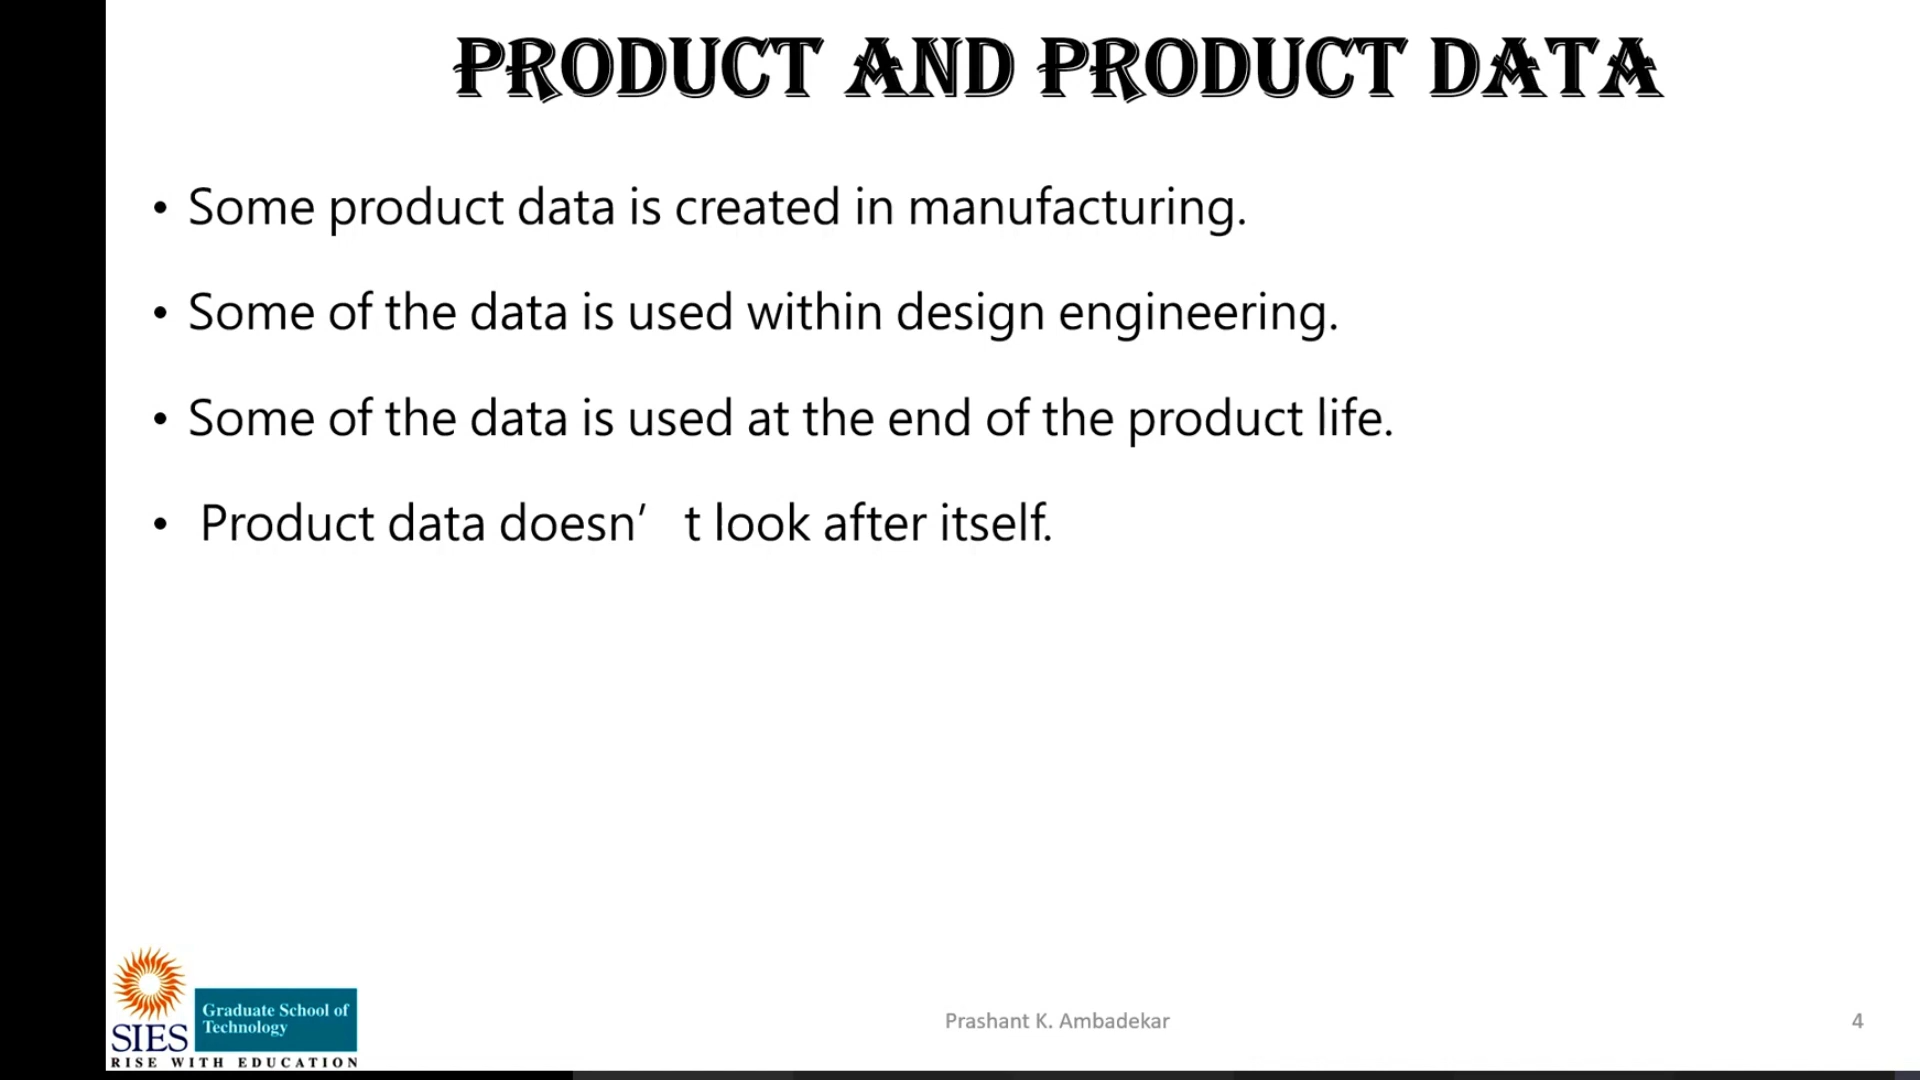 PRODUCT AND PRODUCT DATA
• Some product data is created in manufacturing.
• Some of the data is used within design engineering.
• Some of the data is used at the end of the product life.
• Product data doesn’ t look after itself.
Graduate School of
Technology
SIES
RISE WITH EDUCATION
Prashant K. Ambadekar
4